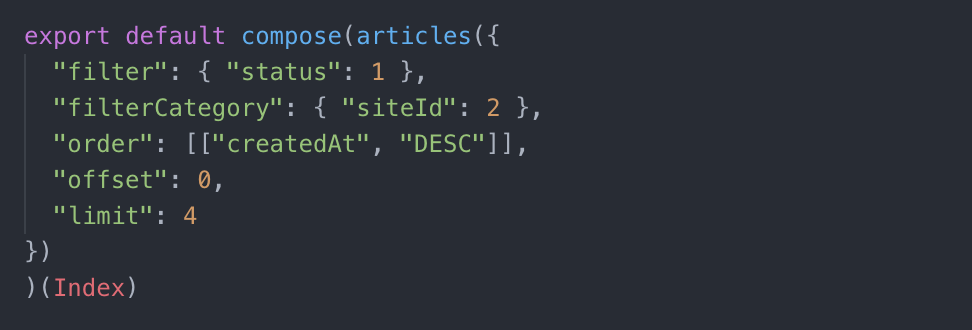 export default compose(articles({
  "filter": { "status": 1 },
  "filterCategory": { "siteId": 2 },
  "order": [["createdAt", "DESC"]],
  "offset": 0,
  "limit": 4
})
)(Index)